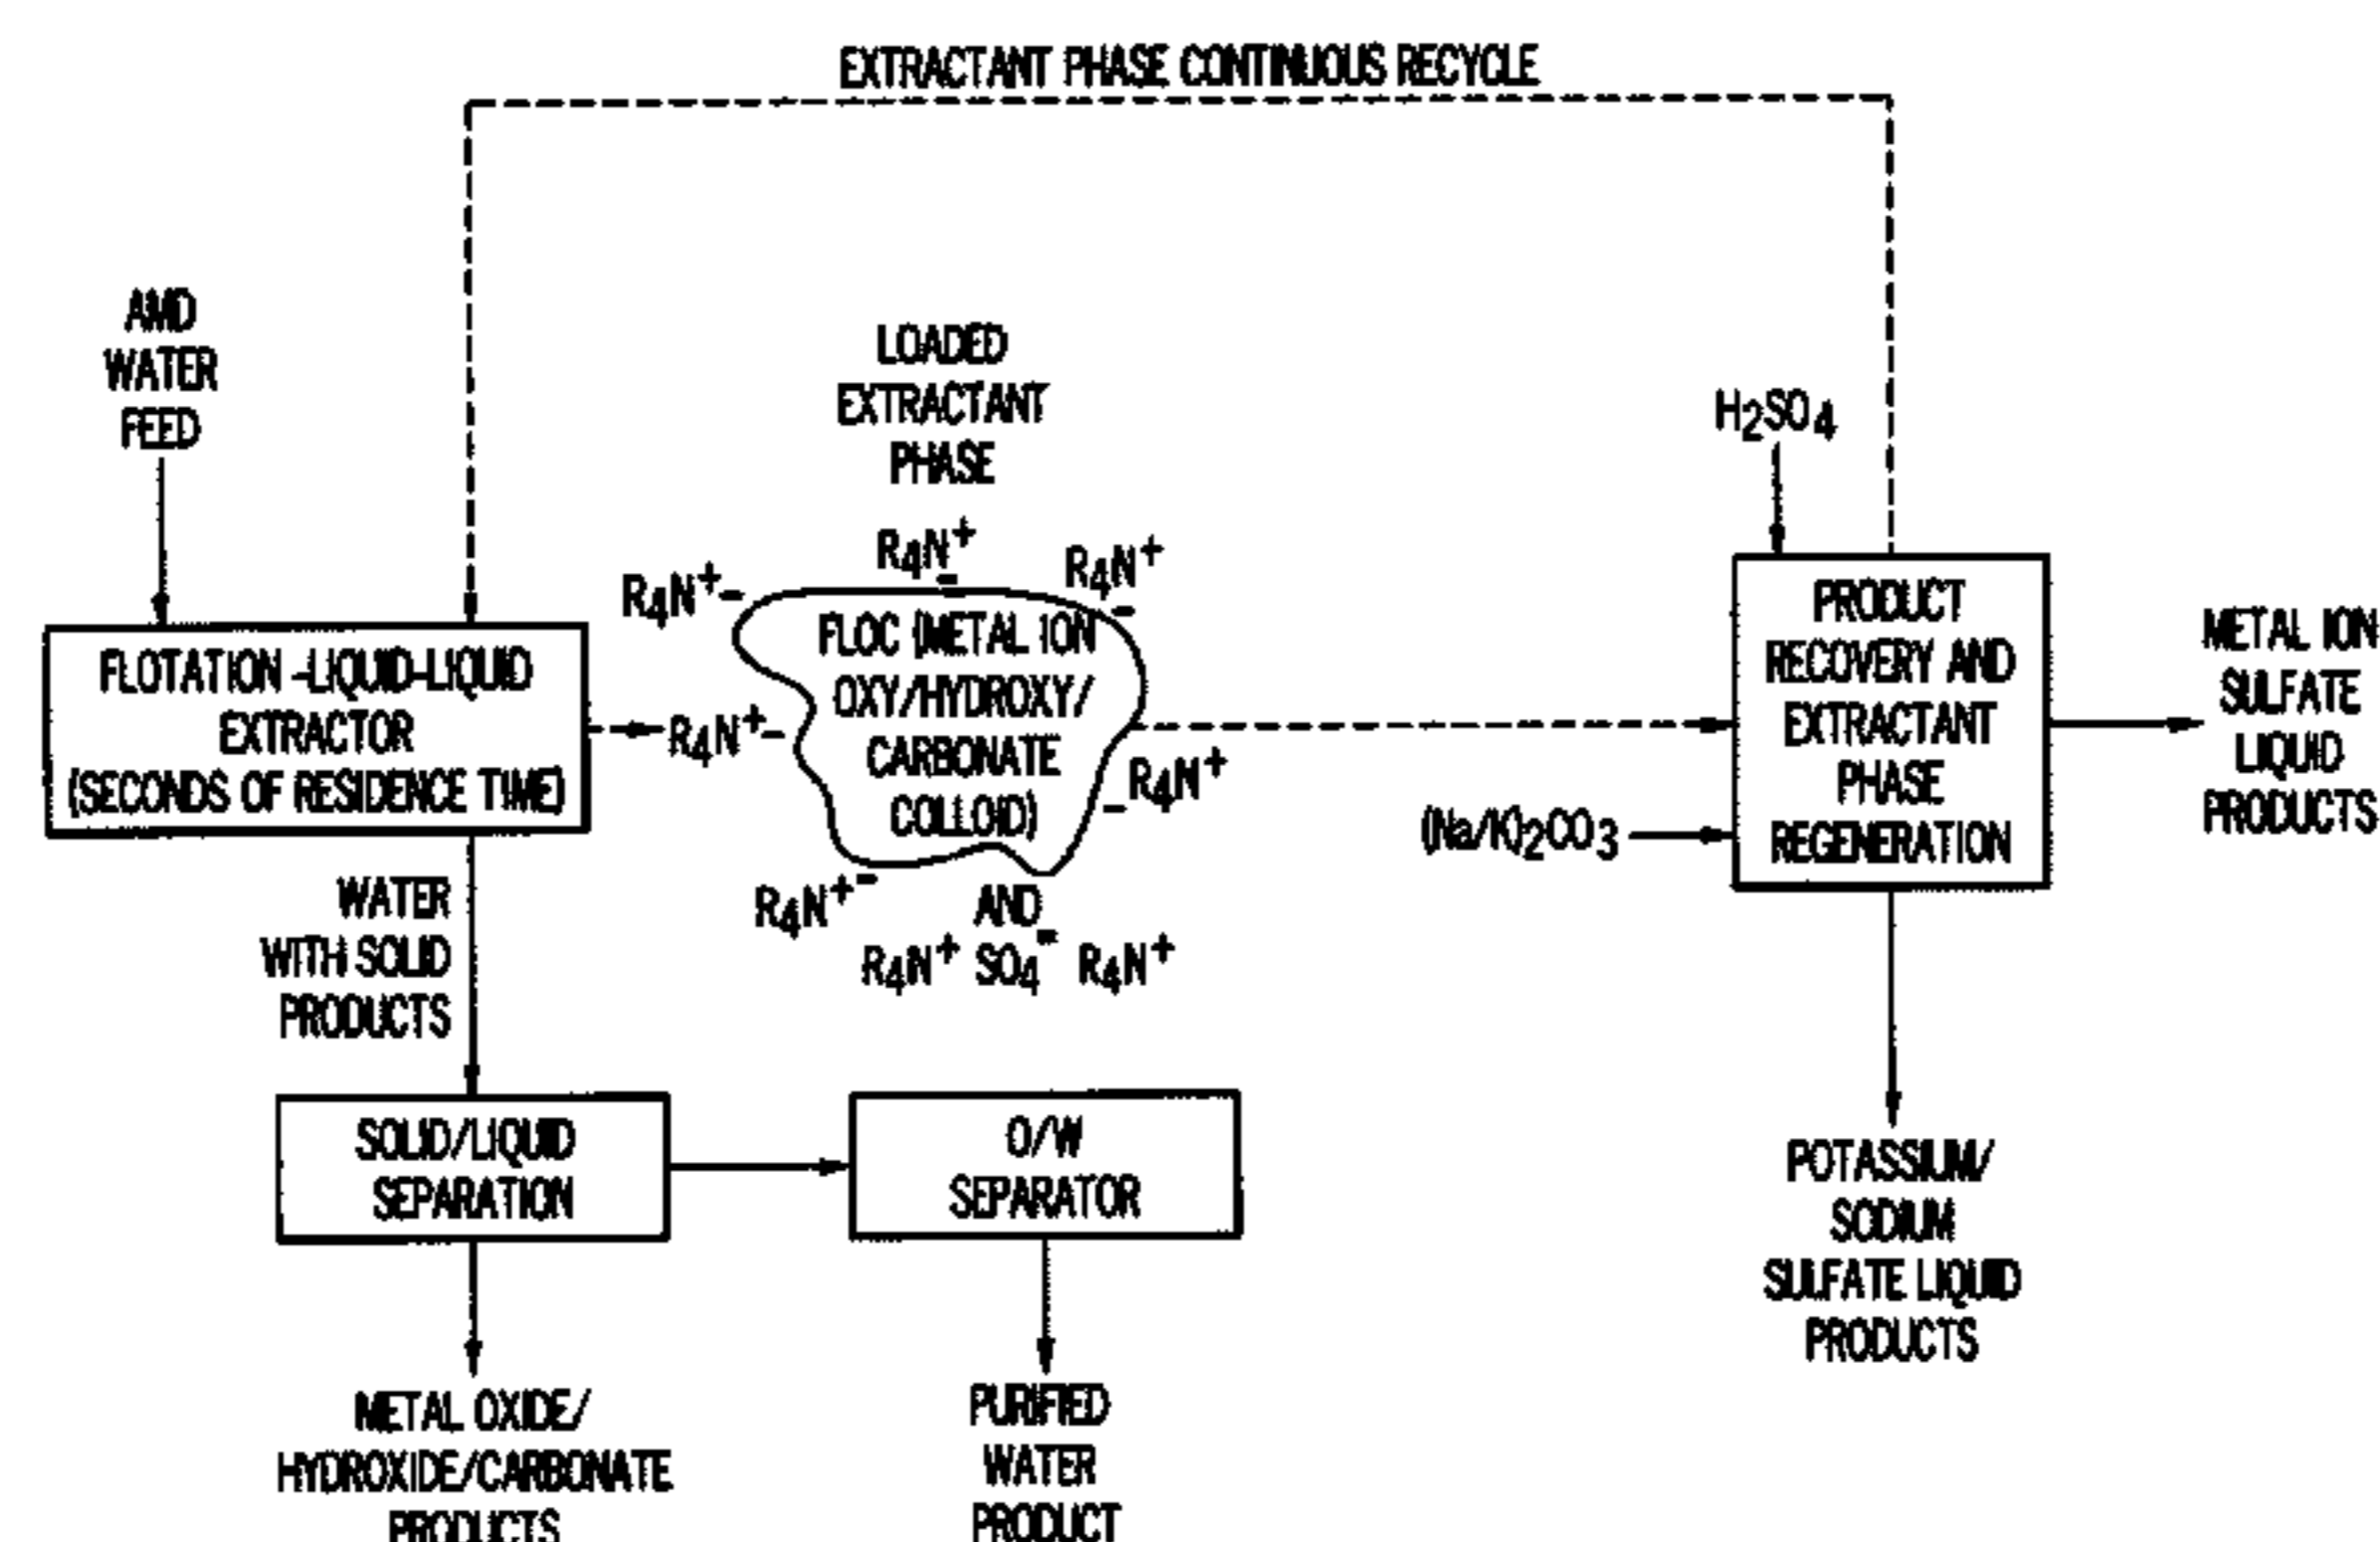 EXTRACTANT PHASE CONTINUOUS RECYCLE
AMD
WATER
FEED
LOADED
EXTRACTANT
PHASE
H2SO4
R4N+-
R4N+
-
R4N+
-
FLOTATION-LIQUID-LIQUID
EXTRACTOR
(SECONDS OF RESIDENCE TIME)
R4N+-
FLOC (METAL ION
OXY/HYDROXY/
CARBONATE
COLLOID)
-R4N+
R4N+-
AND
R4N+ SO4- R4N+
(Na/K)2CO3
PRODUCT
RECOVERY AND
EXTRACTANT
PHASE
REGENERATION
METAL ION
SULFATE
LIQUID
PRODUCTS
WATER
WITH SOLID
PRODUCTS
SOLID/LIQUID
SEPARATION
O/W
SEPARATOR
POTASSIUM/
SODIUM
SULFATE LIQUID
PRODUCTS
METAL OXIDE/
HYDROXIDE/CARBONATE
PRODUCTS
PURIFIED
WATER
PRODUCT